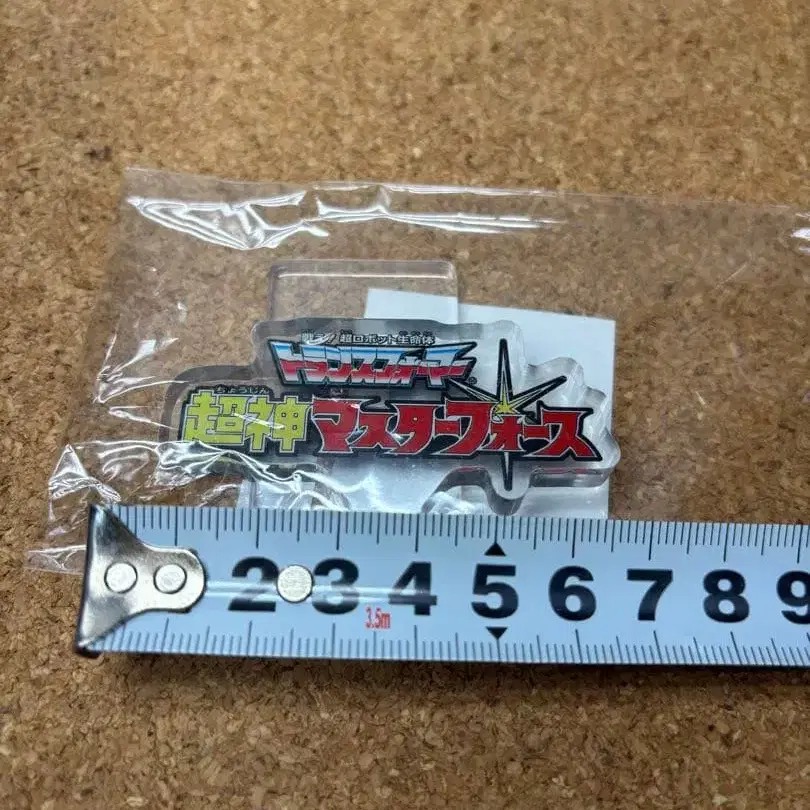 超ロボット生命体
トランスフォーマー
ちょうじん
超神マスターフォース
2 3 4 5 6 7 8 9
3.5m